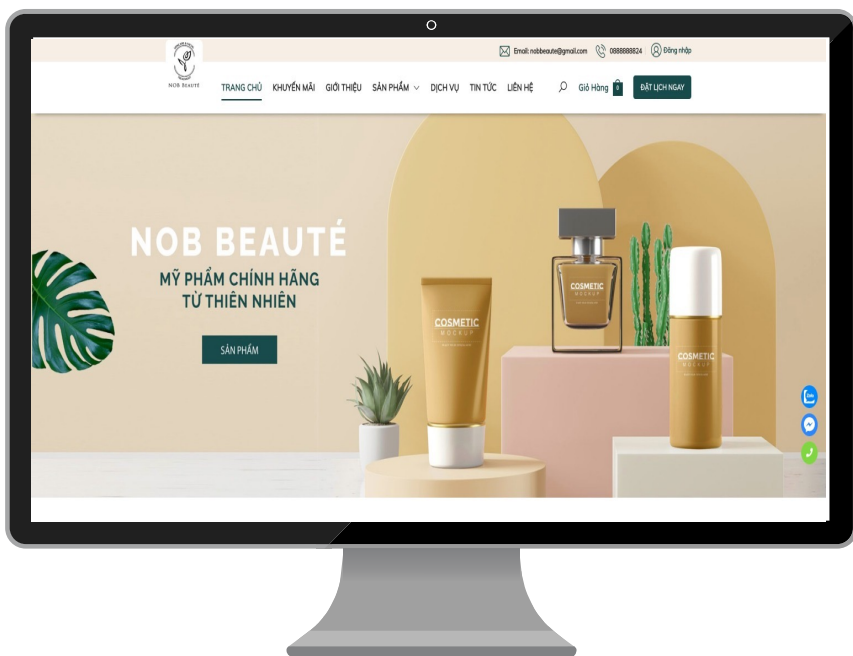 Email: nobbeaute@gmail.com 0888888824 Đăng nhập
NOB BEAUTÉ
TRANG CHỦ KHUYẾN MÃI GIỚI THIỆU SẢN PHẨM DỊCH VỤ TIN TỨC LIÊN HỆ Giỏ Hàng 0 ĐẶT LỊCH NGAY
NOB BEAUTÉ
MỸ PHẨM CHÍNH HÃNG
TỪ THIÊN NHIÊN
SẢN PHẨM
COSMETIC
MOCKUP
COSMETIC
MOCKUP
COSMETIC
MOCKUP
Zalo